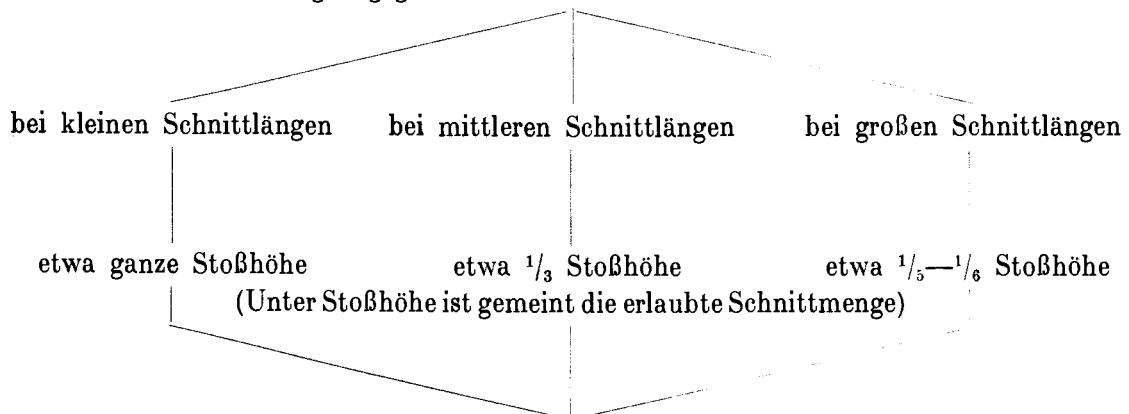 bei kleinen Schnittlängen bei mittleren Schnittlängen bei großen Schnittlängen
etwa ganze Stoßhöhe etwa 1/3 Stoßhöhe etwa 1/5—1/6 Stoßhöhe
(Unter Stoßhöhe ist gemeint die erlaubte Schnittmenge)